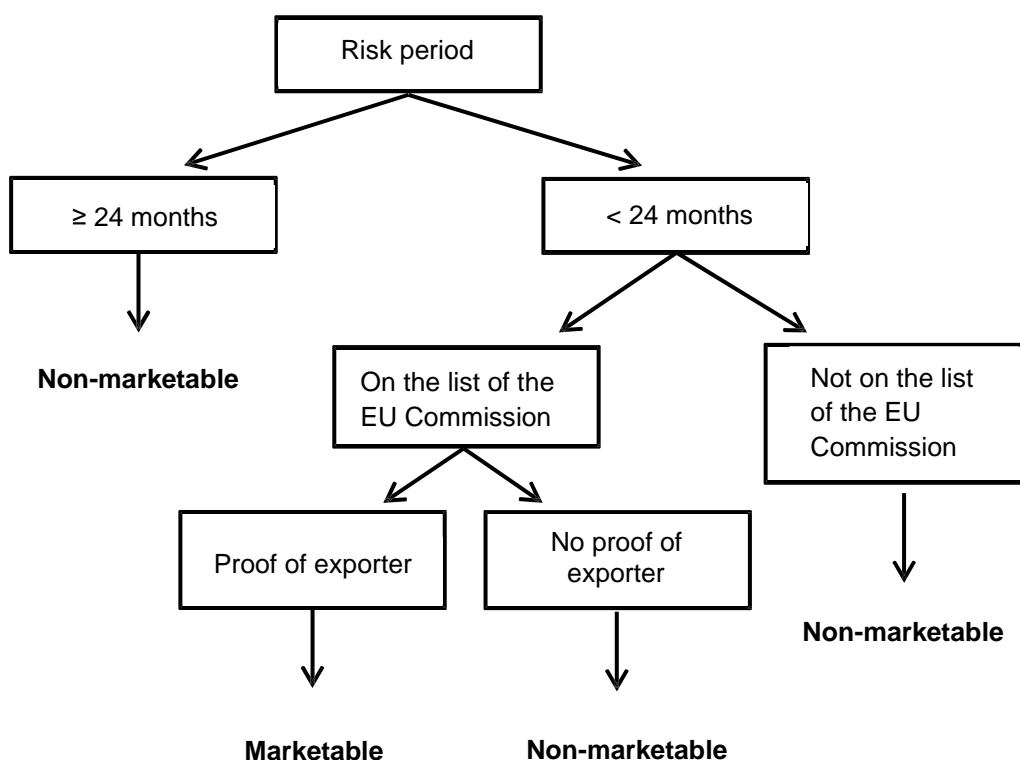 Risk period
≥ 24 months
< 24 months
Non-marketable
On the list of the
EU Commission
Not on the list
of the EU
Commission
Proof of exporter
No proof of
exporter
Non-marketable
Marketable
Non-marketable